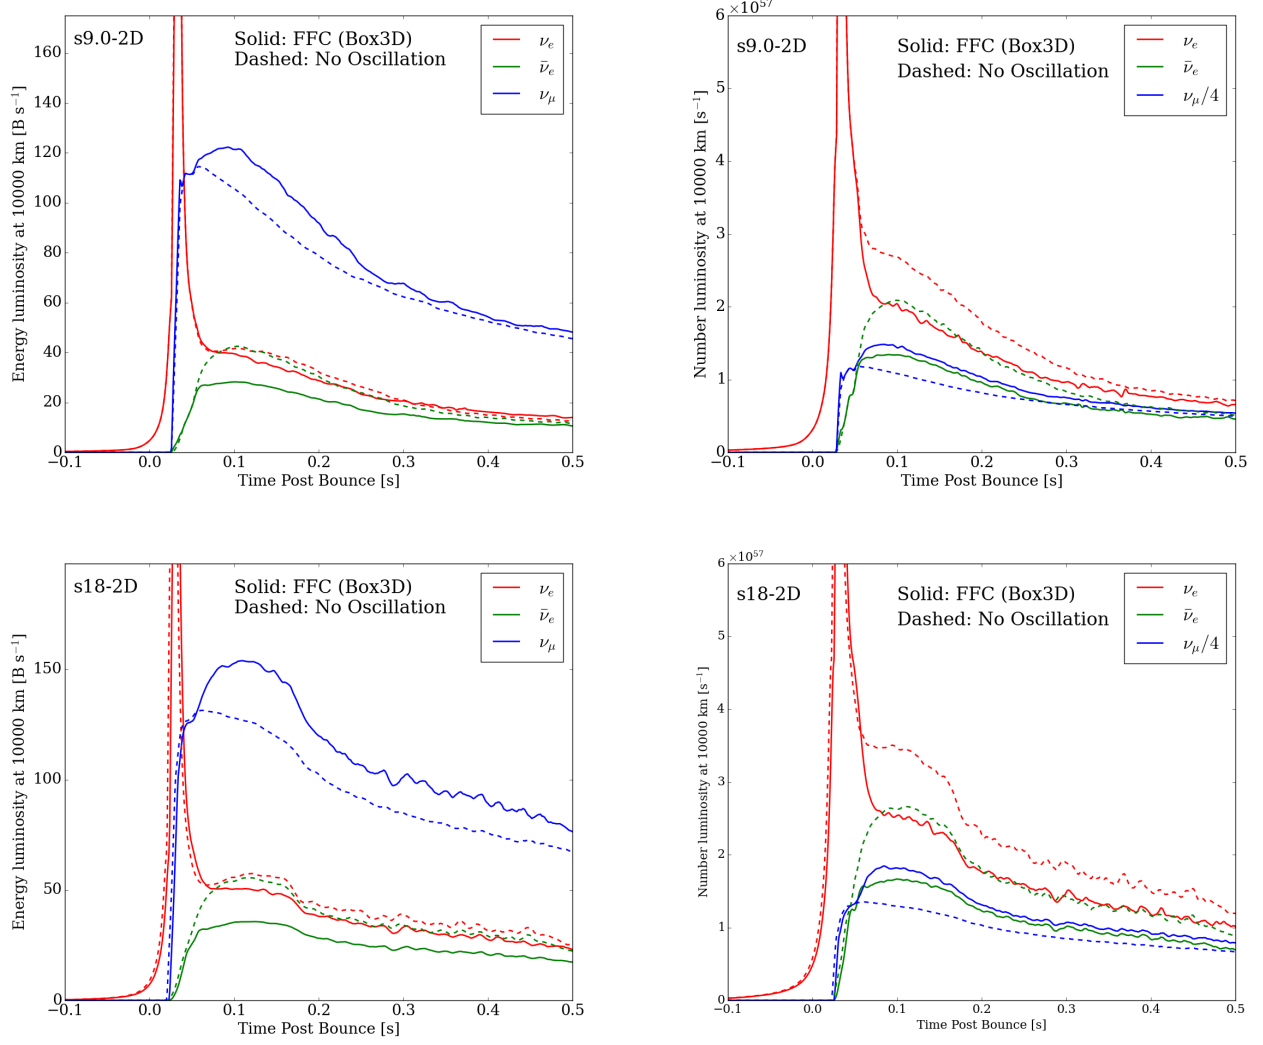 s9.0-2D
Solid: FFC (Box3D)
Dashed: No Oscillation
νₑ
ν̄ₑ
ν_μ
Energy luminosity at 10000 km [B s⁻¹]
160
140
120
100
80
60
40
20
0
−0.1 0.0 0.1 0.2 0.3 0.4 0.5
Time Post Bounce [s]
×10⁵⁷
s9.0-2D
Solid: FFC (Box3D)
Dashed: No Oscillation
νₑ
ν̄ₑ
ν_μ/4
Number luminosity at 10000 km [s⁻¹]
6
5
4
3
2
1
0
−0.1 0.0 0.1 0.2 0.3 0.4 0.5
Time Post Bounce [s]
s18-2D
Solid: FFC (Box3D)
Dashed: No Oscillation
νₑ
ν̄ₑ
ν_μ
Energy luminosity at 10000 km [B s⁻¹]
150
100
50
0
−0.1 0.0 0.1 0.2 0.3 0.4 0.5
Time Post Bounce [s]
×10⁵⁷
s18-2D
Solid: FFC (Box3D)
Dashed: No Oscillation
νₑ
ν̄ₑ
ν_μ/4
Number luminosity at 10000 km [s⁻¹]
6
5
4
3
2
1
0
−0.1 0.0 0.1 0.2 0.3 0.4 0.5
Time Post Bounce [s]